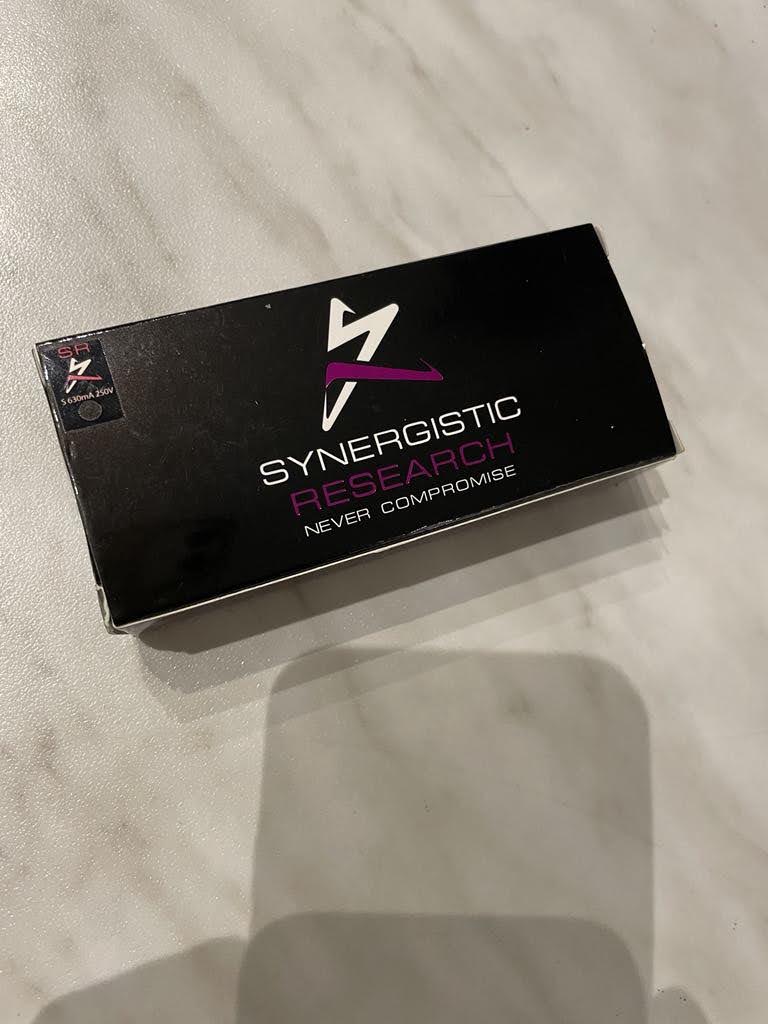 SR
S 630mA 250V
SYNERGISTIC
RESEARCH
NEVER COMPROMISE